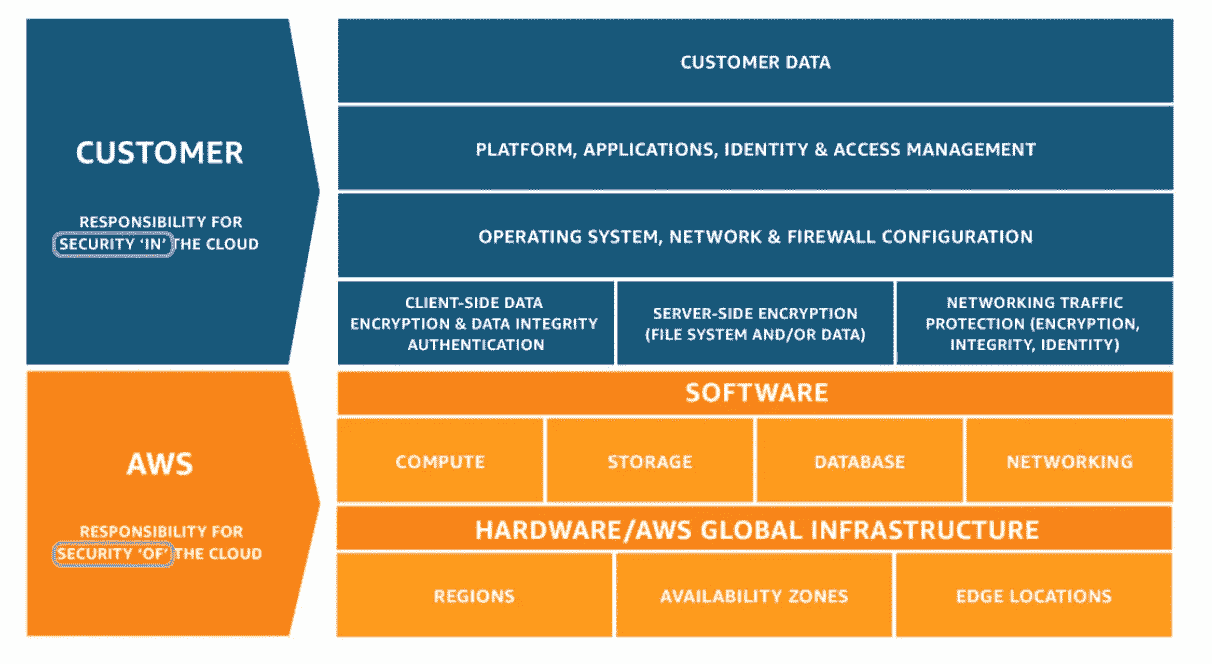 CUSTOMER
RESPONSIBILITY FOR
SECURITY ‘IN’ THE CLOUD
CUSTOMER DATA
PLATFORM, APPLICATIONS, IDENTITY & ACCESS MANAGEMENT
OPERATING SYSTEM, NETWORK & FIREWALL CONFIGURATION
CLIENT-SIDE DATA
ENCRYPTION & DATA INTEGRITY
AUTHENTICATION
SERVER-SIDE ENCRYPTION
(FILE SYSTEM AND/OR DATA)
NETWORKING TRAFFIC
PROTECTION (ENCRYPTION,
INTEGRITY, IDENTITY)
AWS
RESPONSIBILITY FOR
SECURITY ‘OF’ THE CLOUD
SOFTWARE
COMPUTE
STORAGE
DATABASE
NETWORKING
HARDWARE/AWS GLOBAL INFRASTRUCTURE
REGIONS
AVAILABILITY ZONES
EDGE LOCATIONS